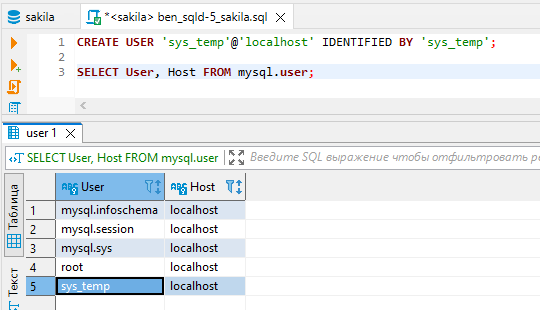 sakila
*<sakila> ben_sqld-5_sakila.sql
1 CREATE USER 'sys_temp'@'localhost' IDENTIFIED BY 'sys_temp';
2
3 SELECT User, Host FROM mysql.user;
user 1
SELECT User, Host FROM mysql.user
Введите SQL выражение чтобы отфильтровать
Таблица
Текст
User Host
1 mysql.infoschema localhost
2 mysql.session localhost
3 mysql.sys localhost
4 root localhost
5 sys_temp localhost